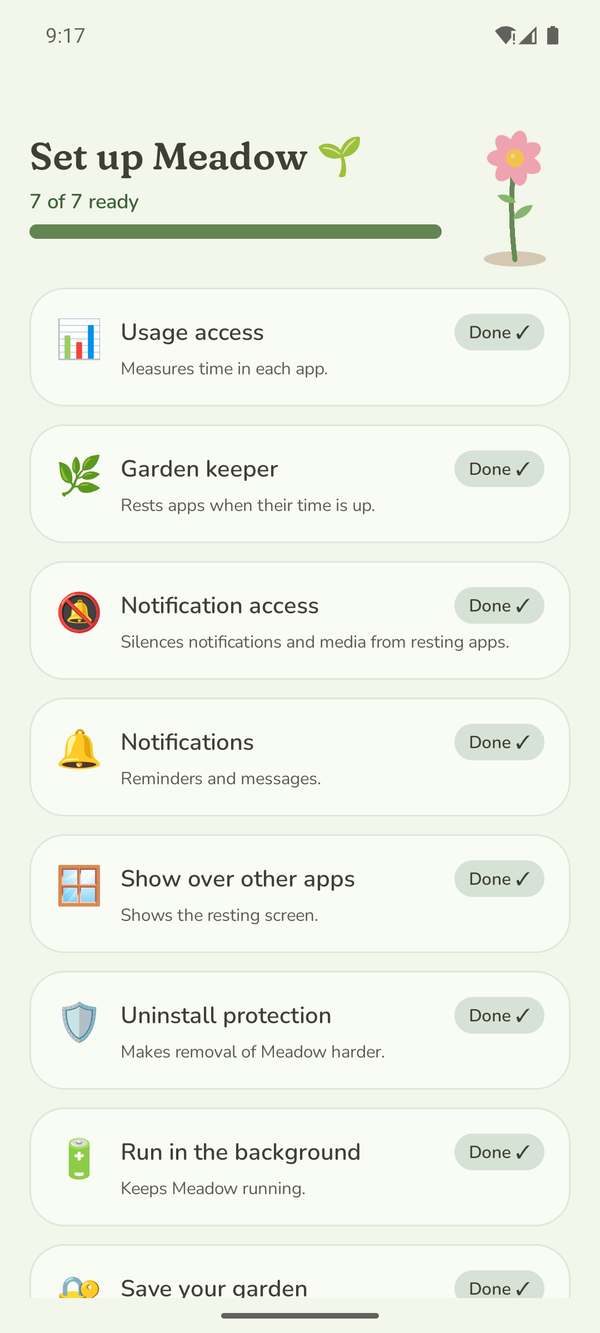 9:17
Set up Meadow 🌱
7 of 7 ready
Usage access
Done ✓
Measures time in each app.
Garden keeper
Done ✓
Rests apps when their time is up.
Notification access
Done ✓
Silences notifications and media from resting apps.
Notifications
Done ✓
Reminders and messages.
Show over other apps
Done ✓
Shows the resting screen.
Uninstall protection
Done ✓
Makes removal of Meadow harder.
Run in the background
Done ✓
Keeps Meadow running.
Save your garden
Done ✓